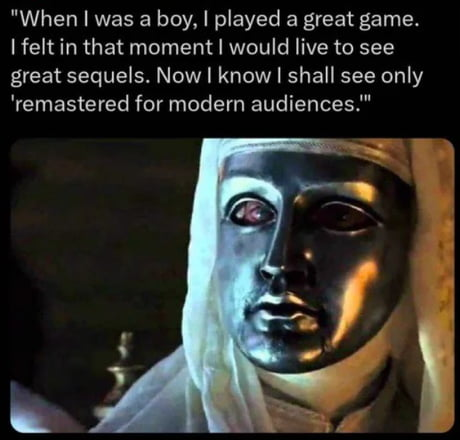 "When I was a boy, I played a great game.
I felt in that moment I would live to see
great sequels. Now I know I shall see only
'remastered for modern audiences.'"